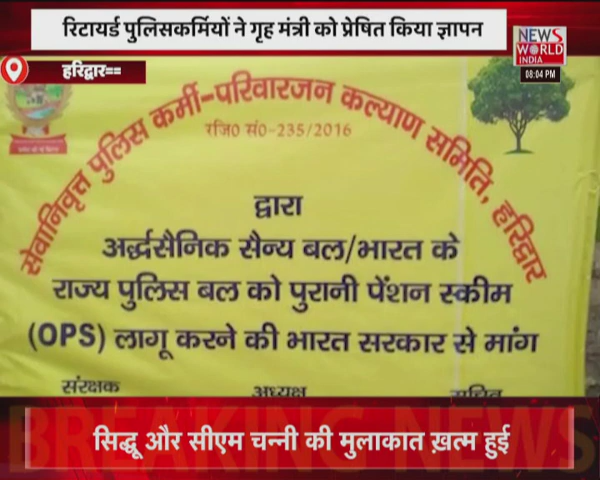 रिटायर्ड पुलिसकर्मियों ने गृह मंत्री को प्रेषित किया ज्ञापन
NEWS
WORLD
INDIA
08:04 PM
हरिद्वार==
सेवानिवृत्त पुलिस कर्मी-परिवारजन कल्याण समिति, हरिद्वार
रजि0 सं0-235/2016
द्वारा
अर्द्धसैनिक सैन्य बल/भारत के
राज्य पुलिस बल को पुरानी पेंशन स्कीम
(OPS) लागू करने की भारत सरकार से मांग
संरक्षक अध्यक्ष सचिव
BREAKING NEWS
सिद्धू और सीएम चन्नी की मुलाकात ख़त्म हुई